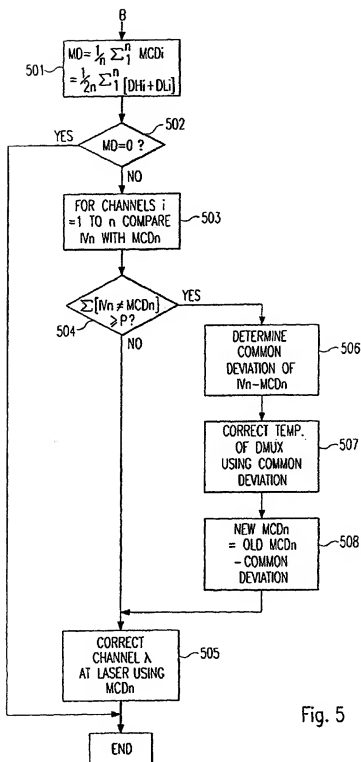 B
MD= 1/n ∑₁ⁿ MCDi
= 1/2n ∑₁ⁿ [DHi+DLi]
501
502
YES
MD=0 ?
NO
FOR CHANNELS i
=1 TO n COMPARE
IVn WITH MCDn
503
∑[IVn ≠ MCDn]
≥P?
504
YES
NO
DETERMINE
COMMON
DEVIATION OF
IVn-MCDn
506
CORRECT TEMP.
OF DMUX
USING COMMON
DEVIATION
507
NEW MCDn
= OLD MCDn
-COMMON
DEVIATION
508
CORRECT
CHANNEL λ
AT LASER USING
MCDn
505
END
Fig. 5